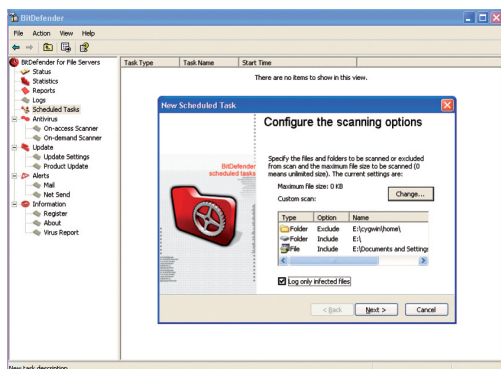 BitDefender
File Action View Help
BitDefender for File Servers
Status
Statistics
Reports
Logs
Scheduled Tasks
Antivirus
On-access Scanner
On-demand Scanner
Update
Update Settings
Product Update
Alerts
Mail
Net Send
Information
Register
About
Virus Report
Task Type Task Name Start Time
There are no items to show in this view.
New Scheduled Task
BitDefender
scheduled tasks
Configure the scanning options
Specify the files and folders to be scanned or excluded
from scan and the maximum file size to be scanned (0
means unlimited size). The current settings are:
Maximum file size: 0 KB
Custom scan:
Change...
Type Option Name
Folder Exclude E:\cygwin\home\
Folder Include E:\
File Include E:\Documents and Settings
Log only infected files
< Back Next > Cancel
New task description